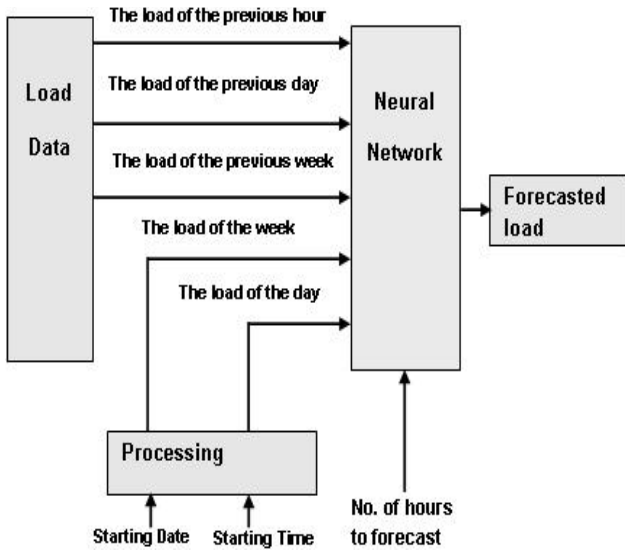 The load of the previous hour
Load
Data
The load of the previous day
Neural
Network
The load of the previous week
Forecasted
load
The load of the week
The load of the day
Processing
Starting Date
Starting Time
No. of hours
to forecast